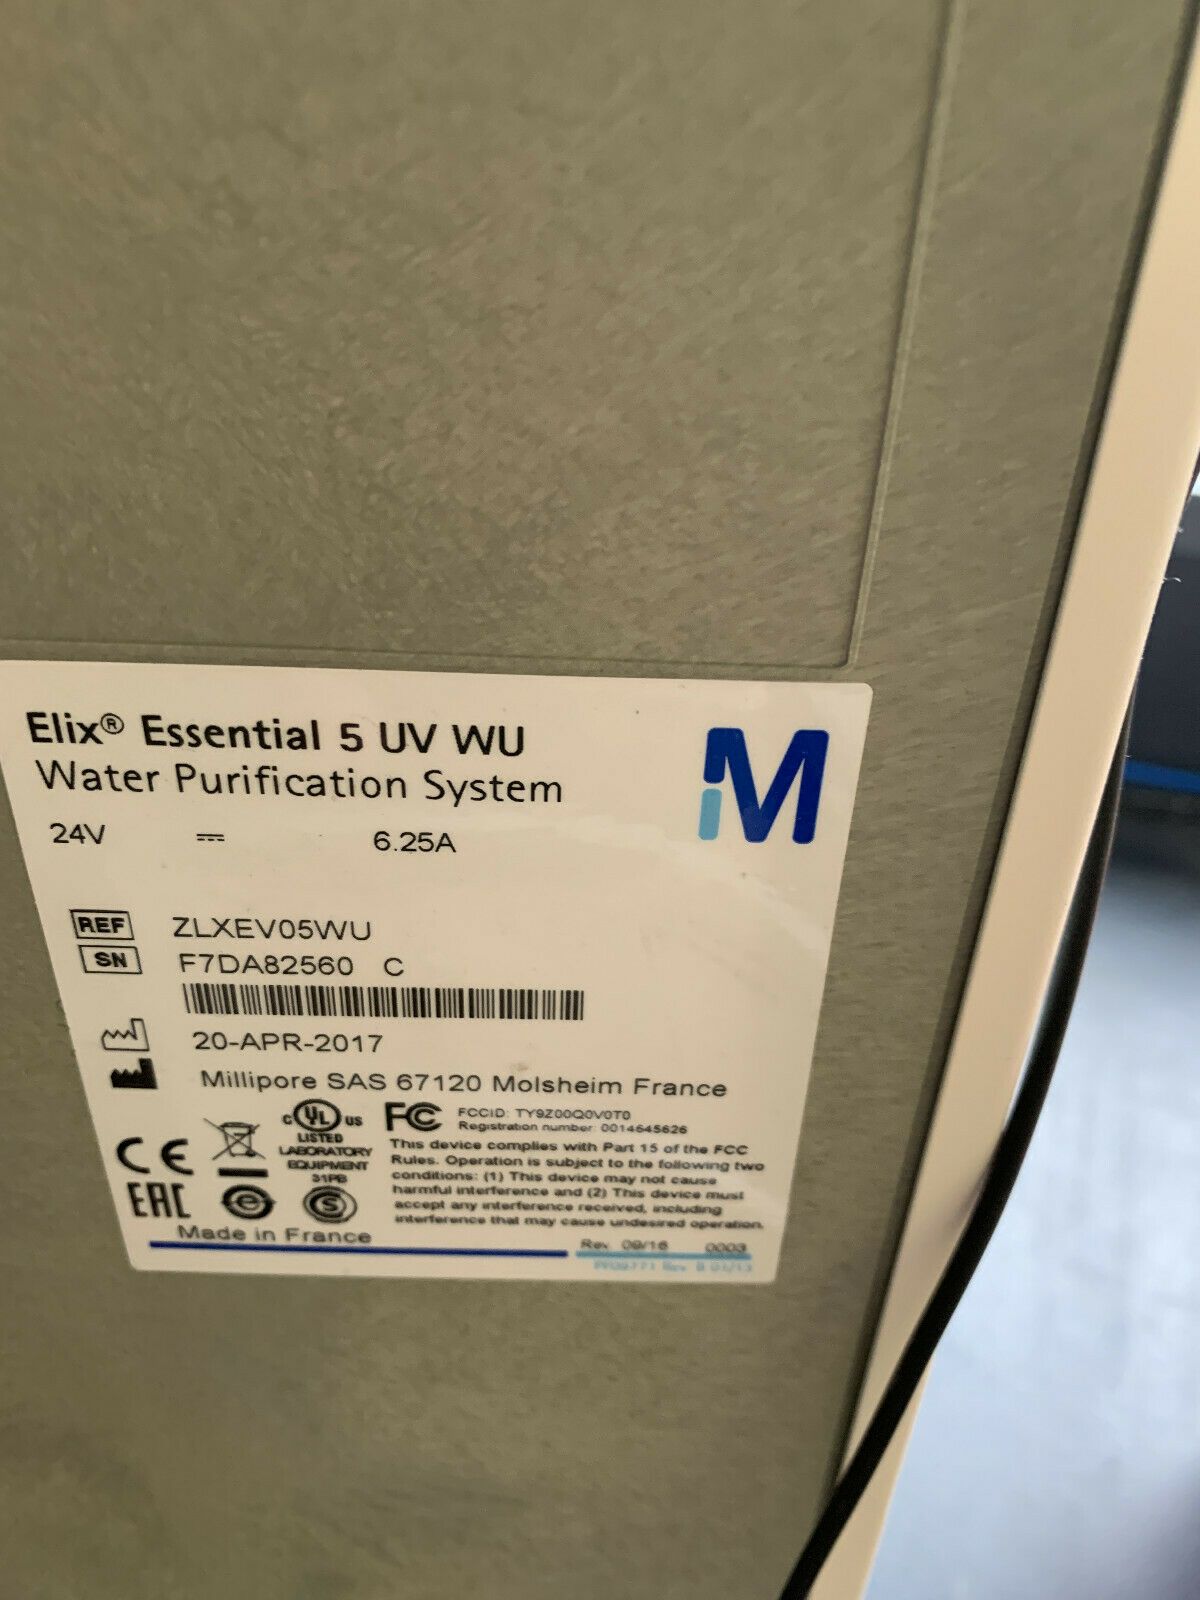 Elix® Essential 5 UV WU
Water Purification System
24V ⎓ 6.25A
REF ZLXEV05WU
SN F7DA82560 C
20-APR-2017
Millipore SAS 67120 Molsheim France
c UL us
LISTED
LABORATORY
EQUIPMENT
31PB
FC FCCID: TY9Z00Q0V0T0
Registration number: 0014645626
This device complies with Part 15 of the FCC
Rules. Operation is subject to the following two
conditions: (1) This device may not cause
harmful interference and (2) This device must
accept any interference received, including
interference that may cause undesired operation.
CE
EAC
e
S
Made in France
Rev. 09/16 0003
Rev B 01/13
M